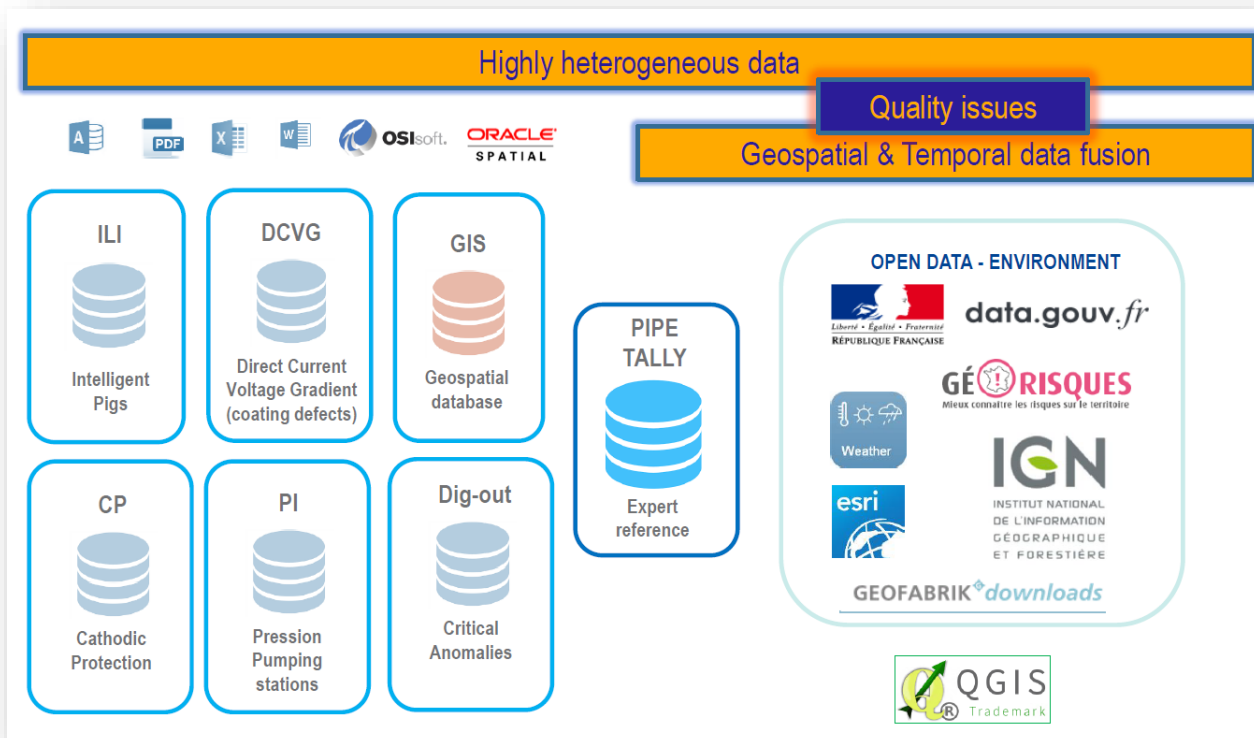 Highly heterogeneous data
Quality issues
Geospatial & Temporal data fusion
A
PDF
X
W
OSIsoft.
ORACLE
SPATIAL
ILI
Intelligent
Pigs
DCVG
Direct Current
Voltage Gradient
(coating defects)
GIS
Geospatial
database
CP
Cathodic
Protection
PI
Pression
Pumping
stations
Dig-out
Critical
Anomalies
PIPE
TALLY
Expert
reference
OPEN DATA - ENVIRONMENT
Liberté • Égalité • Fraternité
RÉPUBLIQUE FRANÇAISE
data.gouv.fr
GÉORISQUES
Mieux connaître les risques sur le territoire
Weather
IGN
INSTITUT NATIONAL
DE L'INFORMATION
GÉOGRAPHIQUE
ET FORESTIÈRE
esri
GEOFABRIK downloads
QGIS
® Trademark